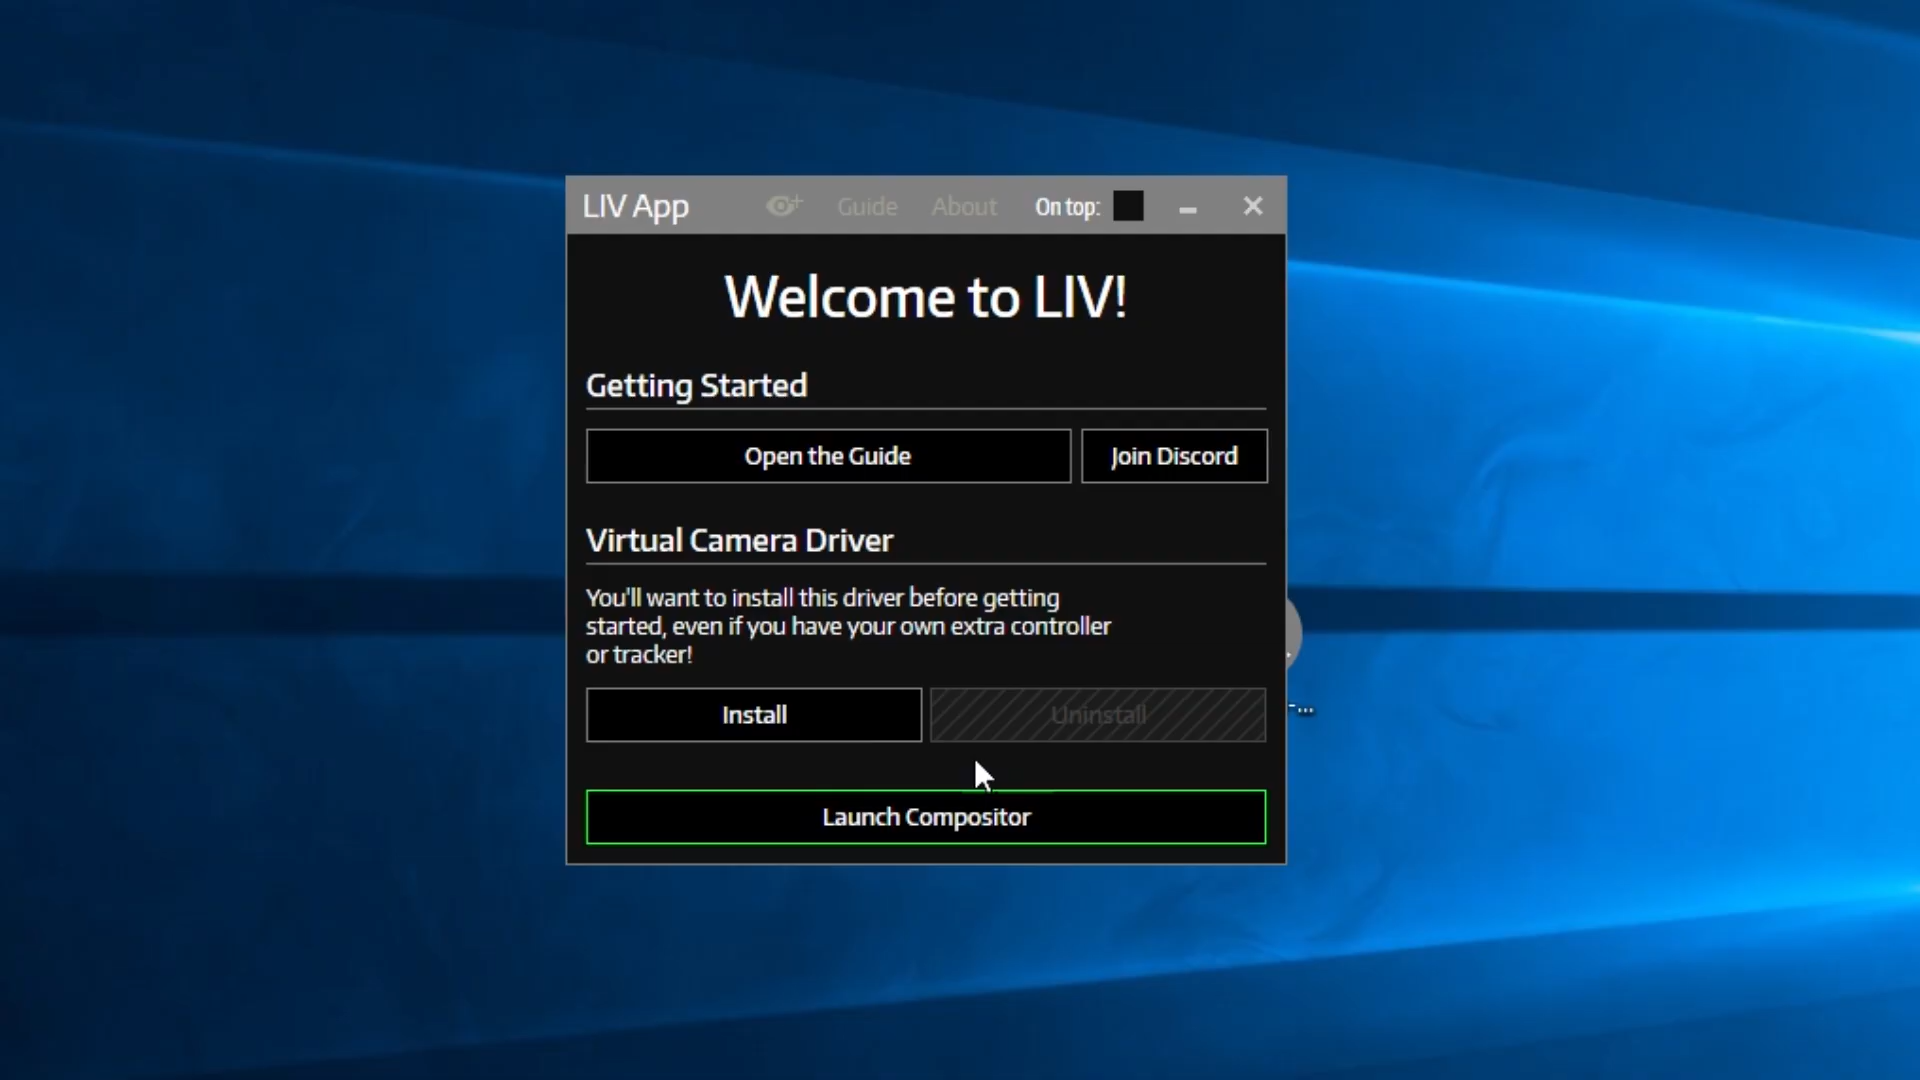 LIV App Guide About On top:
Welcome to LIV!
Getting Started
Open the Guide Join Discord
Virtual Camera Driver
You'll want to install this driver before getting
started, even if you have your own extra controller
or tracker!
Install Uninstall
-...
Launch Compositor